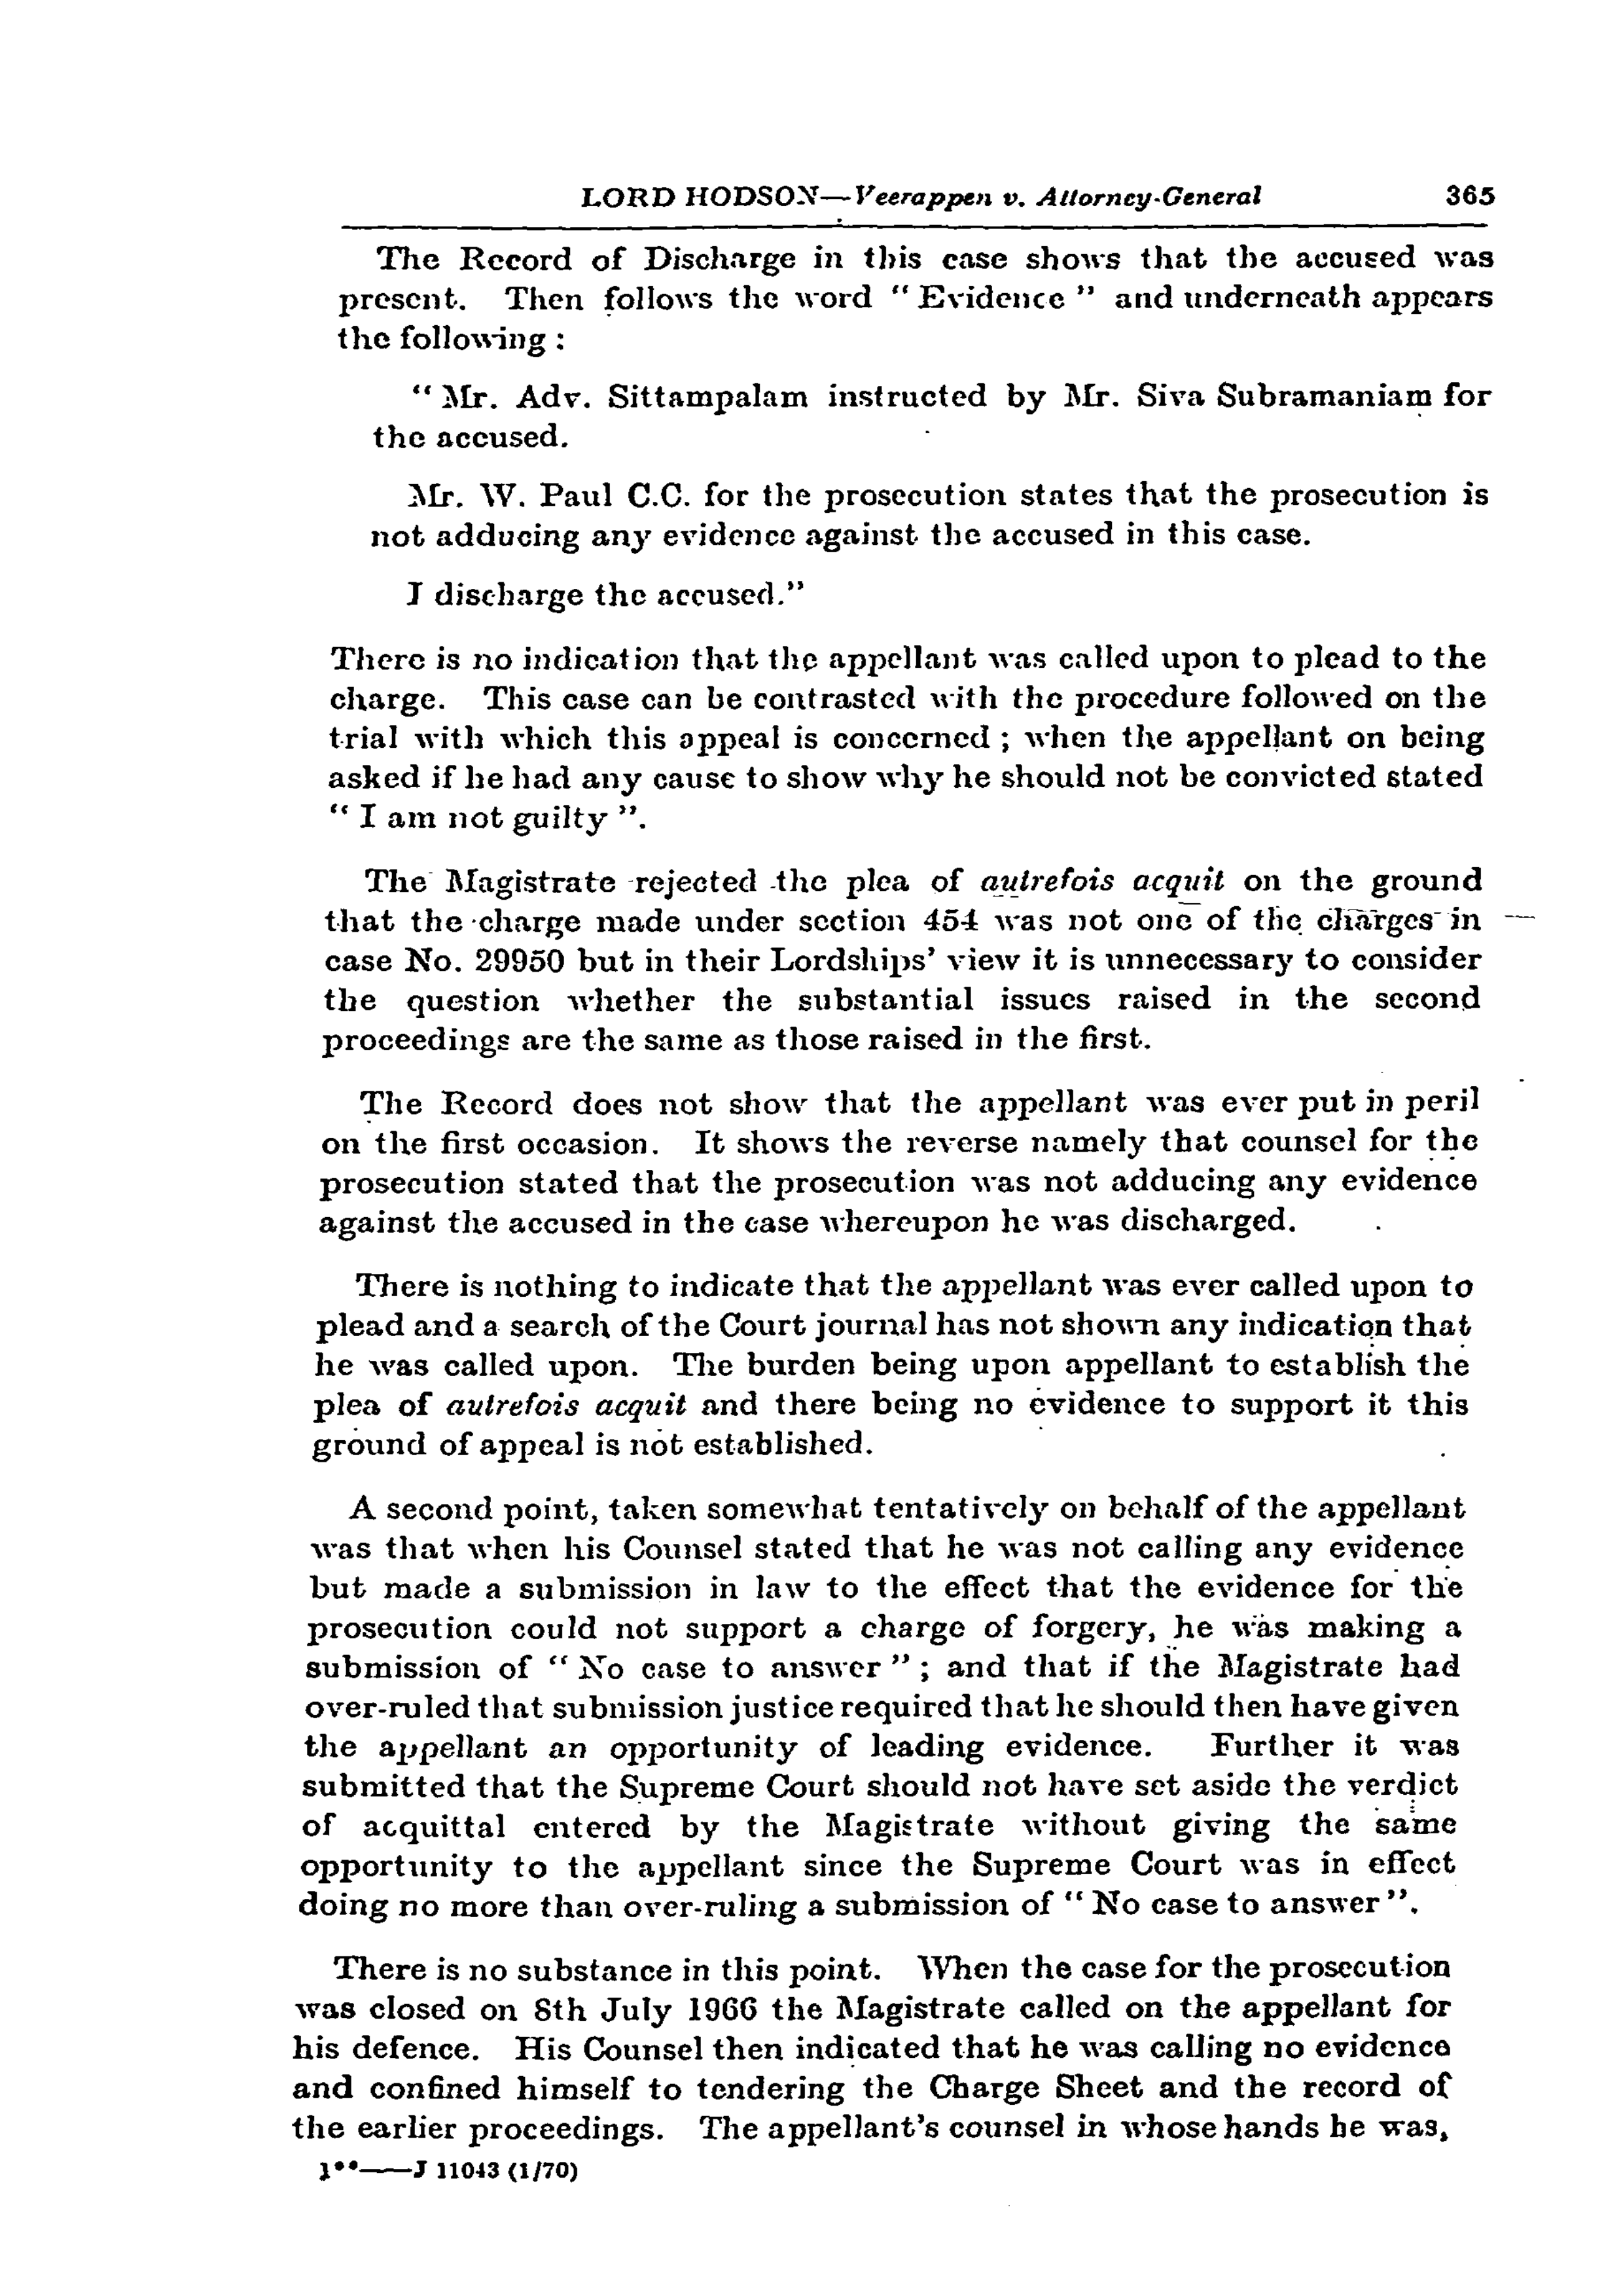 LORD HODSON—Veerappen v. Attorney-General 365
The Record of Discharge in this case shows that the accused was
present. Then follows the word “ Evidence ” and underneath appears
the following :
“ Mr. Adv. Sittampalam instructed by Mr. Siva Subramaniam for
the accused.
Mr. W. Paul C.C. for the prosecution states that the prosecution is
not adducing any evidence against the accused in this case.
I discharge the accused.”
There is no indication that the appellant was called upon to plead to the
charge. This case can be contrasted with the procedure followed on the
trial with which this appeal is concerned ; when the appellant on being
asked if he had any cause to show why he should not be convicted stated
“ I am not guilty ”.
The Magistrate rejected the plea of autrefois acquit on the ground
that the charge made under section 454 was not one of the charges in
case No. 29950 but in their Lordships’ view it is unnecessary to consider
the question whether the substantial issues raised in the second
proceedings are the same as those raised in the first.
The Record does not show that the appellant was ever put in peril
on the first occasion. It shows the reverse namely that counsel for the
prosecution stated that the prosecution was not adducing any evidence
against the accused in the case whereupon he was discharged.
There is nothing to indicate that the appellant was ever called upon to
plead and a search of the Court journal has not shown any indication that
he was called upon. The burden being upon appellant to establish the
plea of autrefois acquit and there being no evidence to support it this
ground of appeal is not established.
A second point, taken somewhat tentatively on behalf of the appellant
was that when his Counsel stated that he was not calling any evidence
but made a submission in law to the effect that the evidence for the
prosecution could not support a charge of forgery, he was making a
submission of “ No case to answer ” ; and that if the Magistrate had
over-ruled that submission justice required that he should then have given
the appellant an opportunity of leading evidence. Further it was
submitted that the Supreme Court should not have set aside the verdict
of acquittal entered by the Magistrate without giving the same
opportunity to the appellant since the Supreme Court was in effect
doing no more than over-ruling a submission of “ No case to answer ”.
There is no substance in this point. When the case for the prosecution
was closed on 8th July 1966 the Magistrate called on the appellant for
his defence. His Counsel then indicated that he was calling no evidence
and confined himself to tendering the Charge Sheet and the record of
the earlier proceedings. The appellant’s counsel in whose hands he was,
1**——J 11043 (1/70)